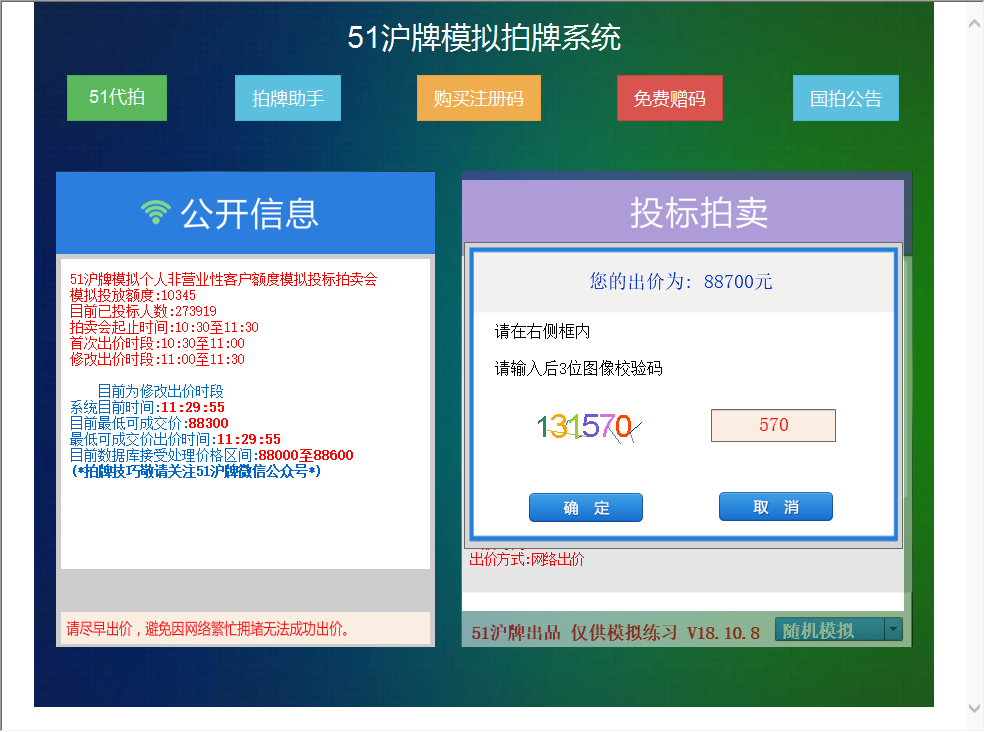 51沪牌模拟拍牌系统
51代拍
拍牌助手
购买注册码
免费赠码
国拍公告
公开信息
51沪牌模拟个人非营业性客户额度模拟投标拍卖会
模拟投放额度:10345
目前已投标人数:273919
拍卖会起止时间:10:30至11:30
首次出价时段:10:30至11:00
修改出价时段:11:00至11:30
目前为修改出价时段
系统目前时间:11:29:55
目前最低可成交价:88300
最低可成交价出价时间:11:29:55
目前数据库接受处理价格区间:88000至88600
(*拍牌技巧敬请关注51沪牌微信公众号*)
请尽早出价，避免因网络繁忙拥堵无法成功出价。
投标拍卖
您的出价为: 88700元
请在右侧框内
请输入后3位图像校验码
131570
570
确 定
取 消
出价方式:网络出价
51沪牌出品 仅供模拟练习 V18.10.8
随机模拟